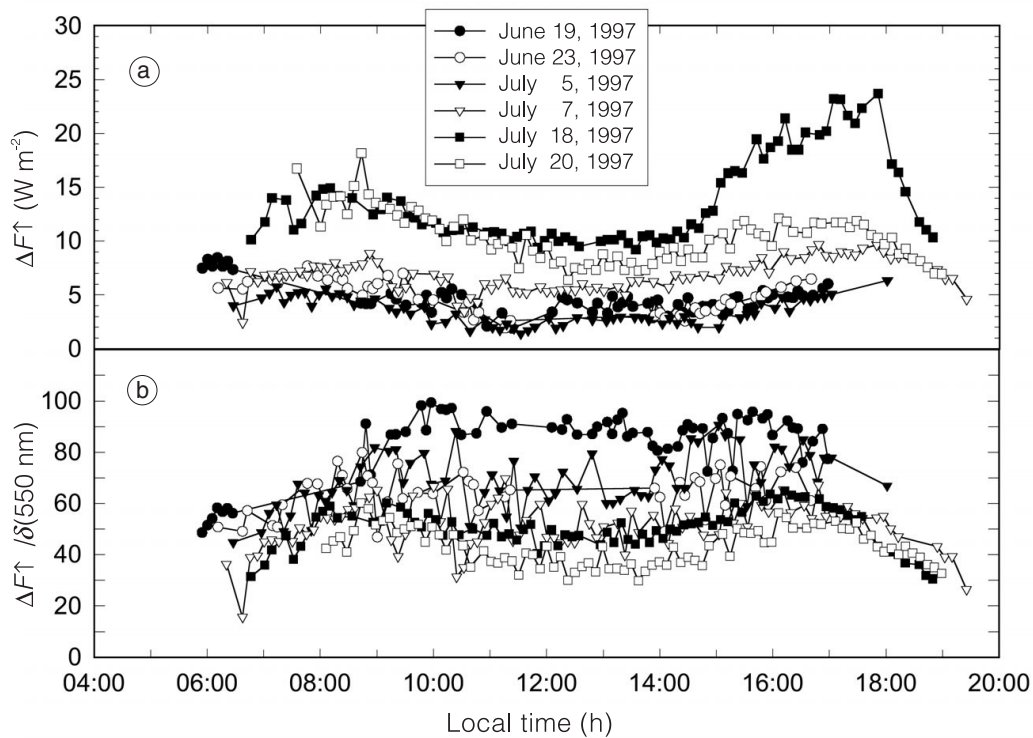 30
25
20
15
10
5
0
ΔF↑ (W m⁻²)
a
June 19, 1997
June 23, 1997
July 5, 1997
July 7, 1997
July 18, 1997
July 20, 1997
100
80
60
40
20
0
ΔF↑ /δ(550 nm)
b
04:00 06:00 08:00 10:00 12:00 14:00 16:00 18:00 20:00
Local time (h)